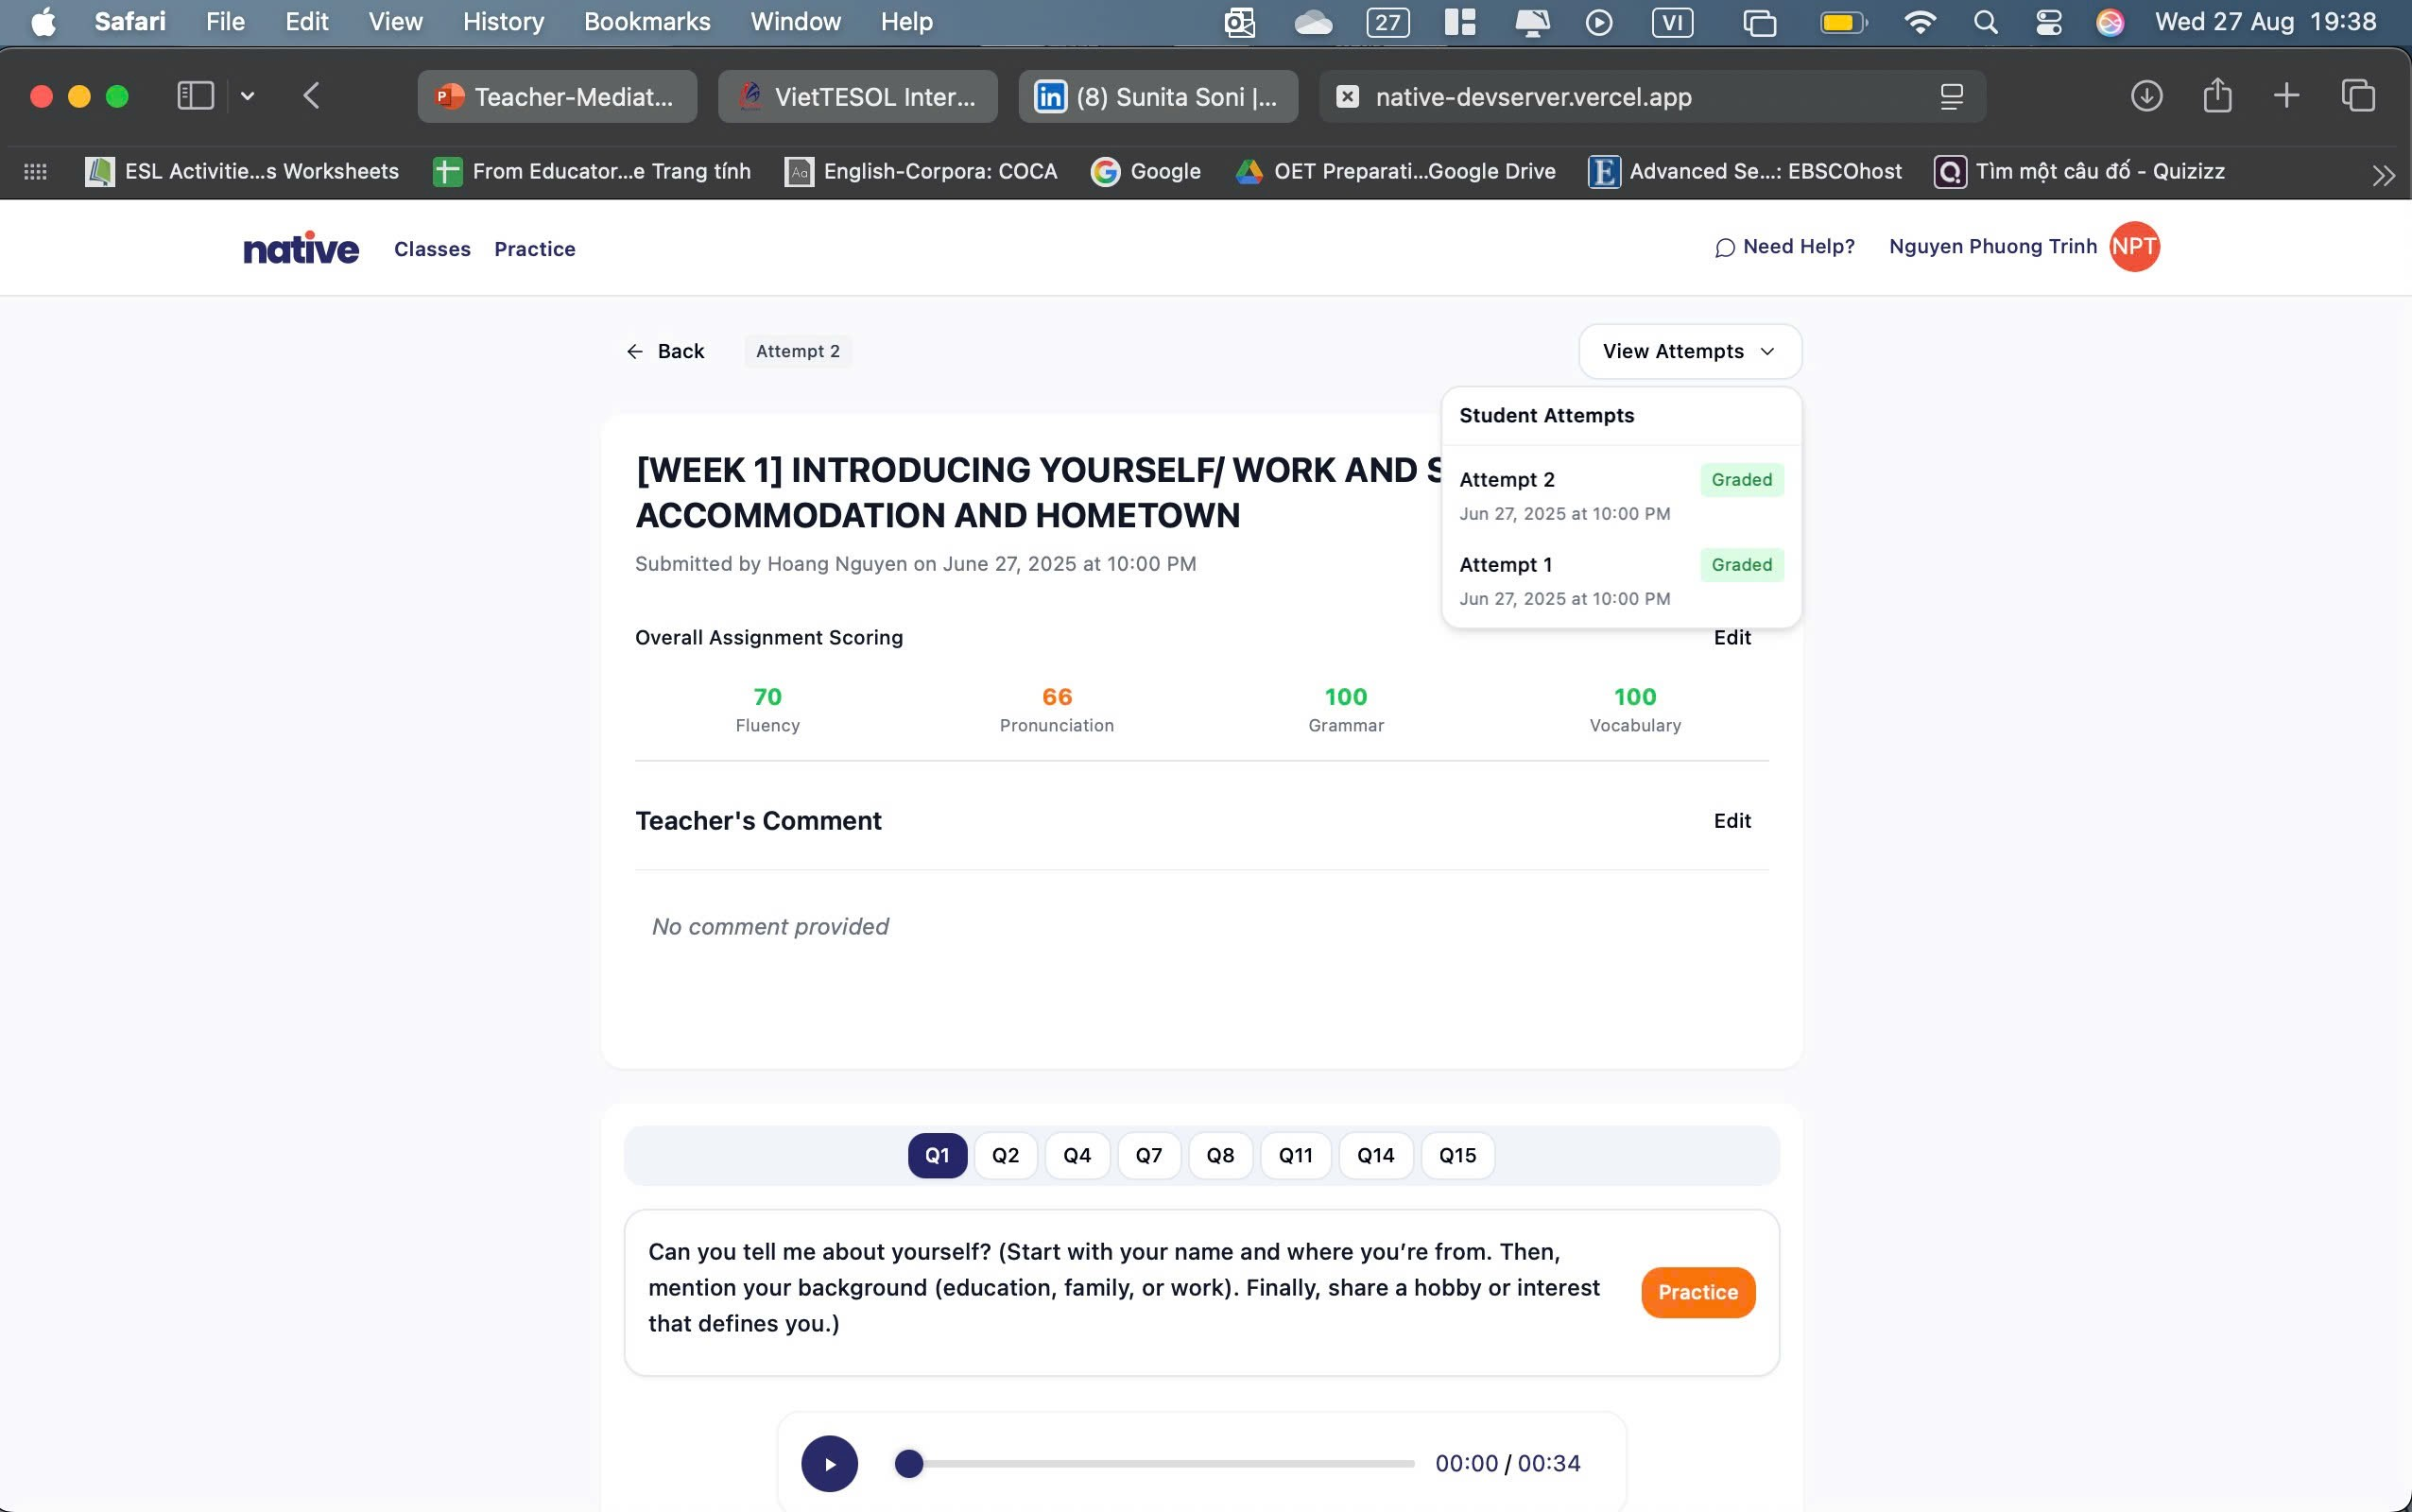 Safari File Edit View History Bookmarks Window Help 27 VI Wed 27 Aug 19:38
Teacher-Mediat... VietTESOL Inter... (8) Sunita Soni |... native-devserver.vercel.app
ESL Activitie...s Worksheets From Educator...e Trang tính English-Corpora: COCA Google OET Preparati...Google Drive Advanced Se...: EBSCOhost Tìm một câu đố - Quizizz
native Classes Practice Need Help? Nguyen Phuong Trinh NPT
Back Attempt 2 View Attempts
Student Attempts
Attempt 2 Graded
Jun 27, 2025 at 10:00 PM
Attempt 1 Graded
Jun 27, 2025 at 10:00 PM
[WEEK 1] INTRODUCING YOURSELF/ WORK AND S
ACCOMMODATION AND HOMETOWN
Submitted by Hoang Nguyen on June 27, 2025 at 10:00 PM
Overall Assignment Scoring Edit
70 66 100 100
Fluency Pronunciation Grammar Vocabulary
Teacher's Comment Edit
No comment provided
Q1 Q2 Q4 Q7 Q8 Q11 Q14 Q15
Can you tell me about yourself? (Start with your name and where you’re from. Then,
mention your background (education, family, or work). Finally, share a hobby or interest
that defines you.)
Practice
00:00 / 00:34